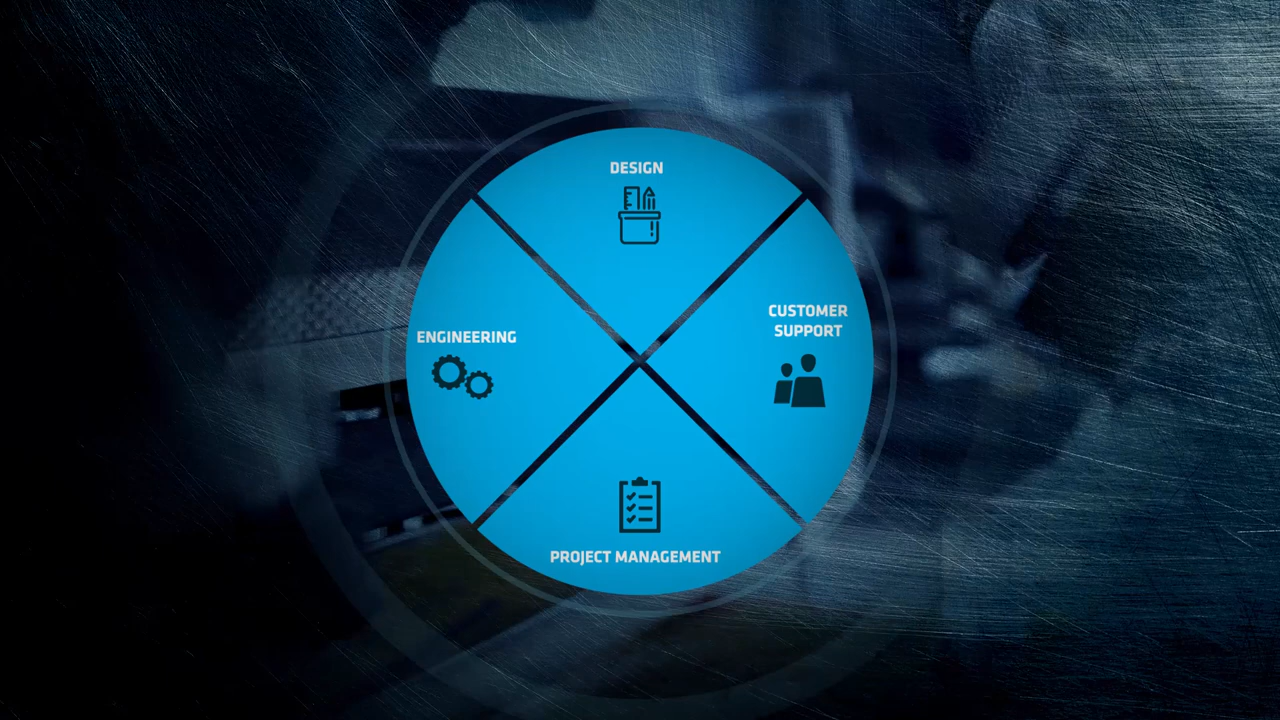 DESIGN
CUSTOMER
SUPPORT
ENGINEERING
PROJECT MANAGEMENT